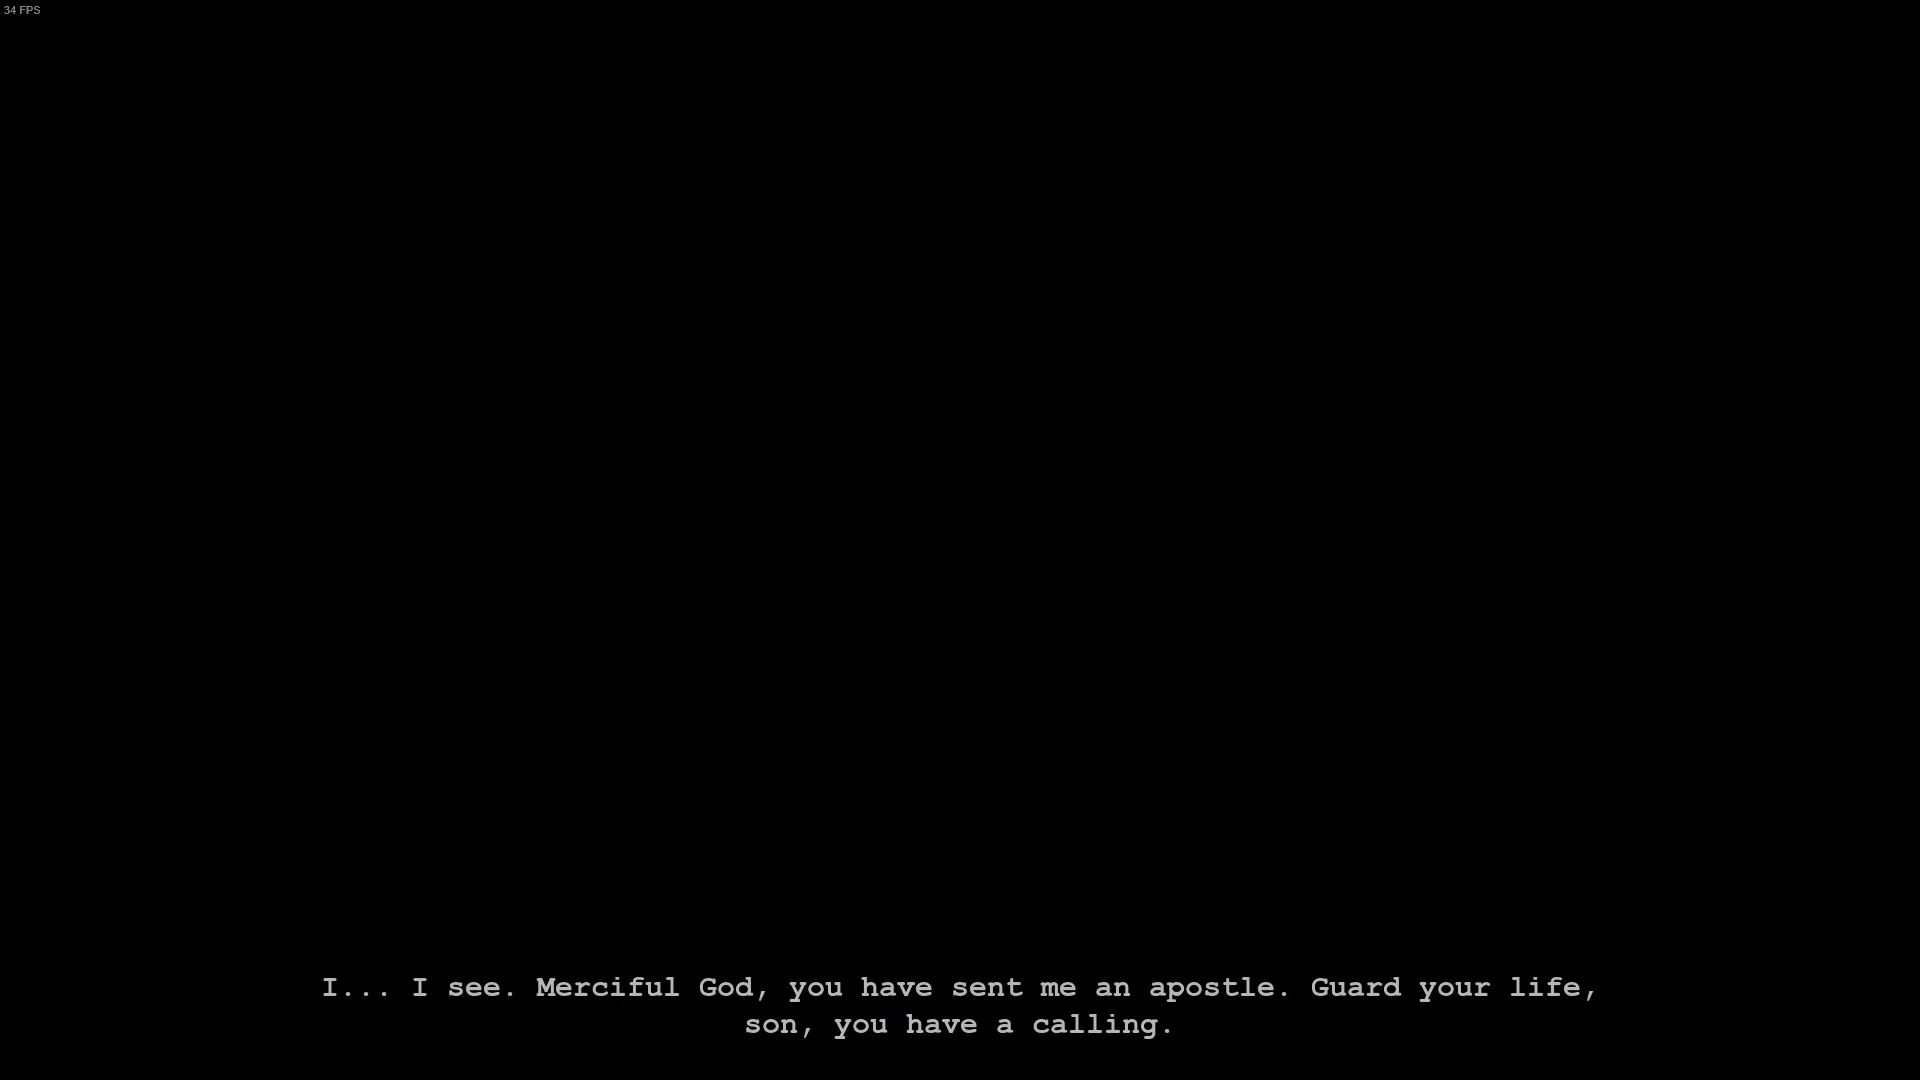 34 FPS
I... I see. Merciful God, you have sent me an apostle. Guard your life,
son, you have a calling.